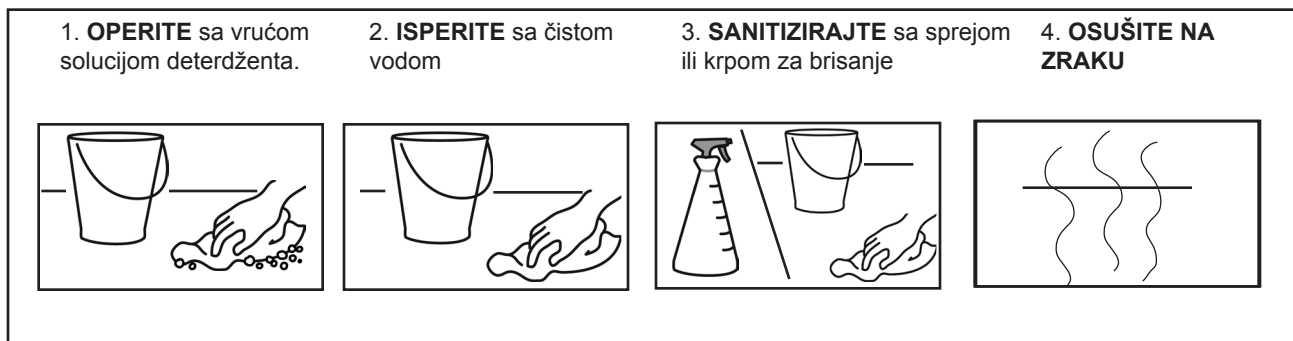 1. OPERITE sa vrućom
solucijom deterdženta.
2. ISPERITE sa čistom
vodom
3. SANITIZIRAJTE sa sprejom
ili krpom za brisanje
4. OSUŠITE NA
ZRAKU